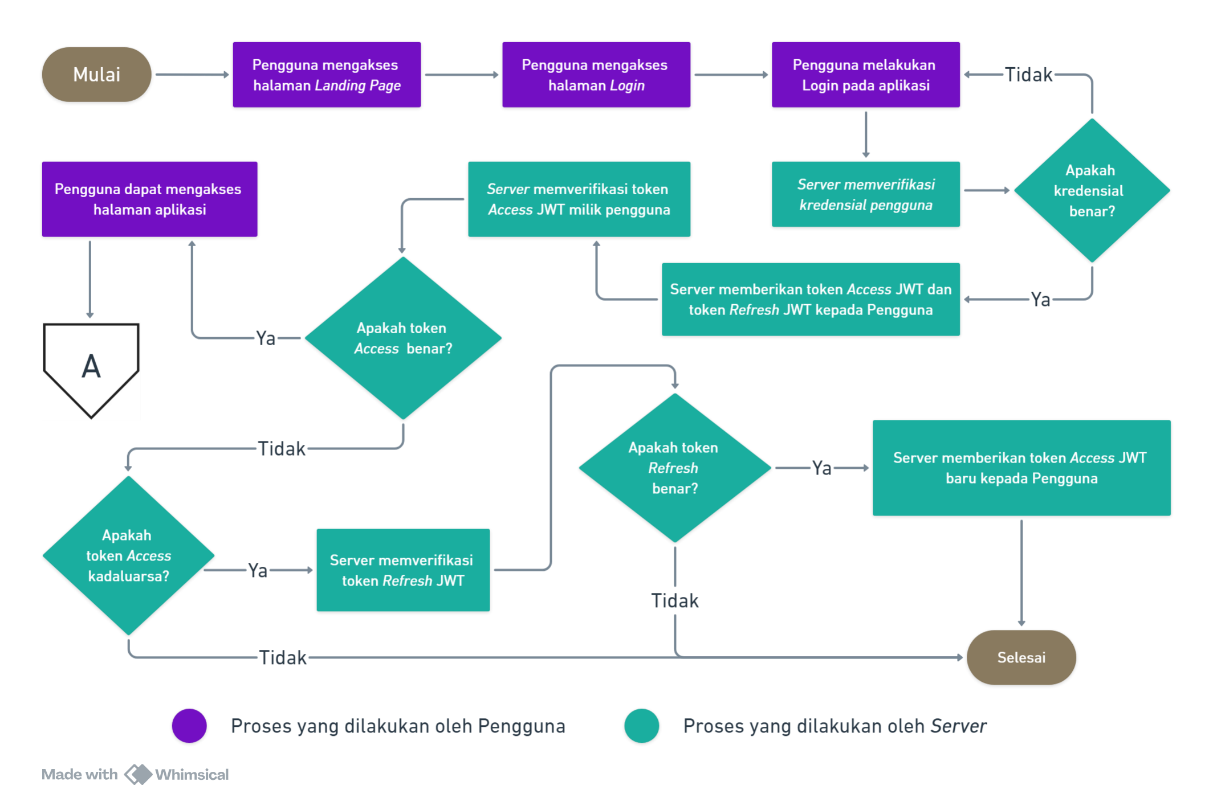 Mulai
Pengguna mengakses
halaman Landing Page
Pengguna mengakses
halaman Login
Pengguna melakukan
Login pada aplikasi
Tidak
Pengguna dapat mengakses
halaman aplikasi
Server memverifikasi token
Access JWT milik pengguna
Server memverifikasi
kredensial pengguna
Apakah
kredensial
benar?
Server memberikan token Access JWT dan
token Refresh JWT kepada Pengguna
Ya
A
Ya
Apakah token
Access benar?
Tidak
Apakah token
Refresh
benar?
Ya
Server memberikan token Access JWT
baru kepada Pengguna
Apakah
token Access
kadaluarsa?
Ya
Server memverifikasi
token Refresh JWT
Tidak
Tidak
Selesai
Proses yang dilakukan oleh Pengguna
Proses yang dilakukan oleh Server
Made with Whimsical